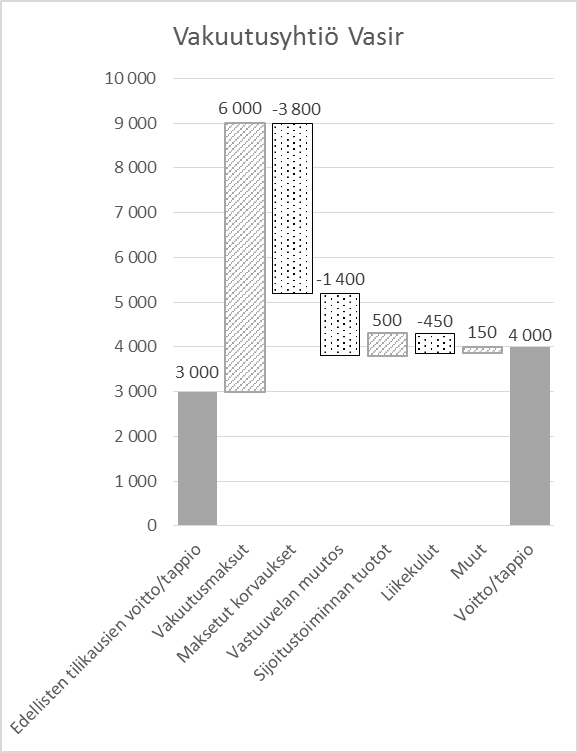 Vakuutusyhtiö Vasir
10 000
9 000
8 000
7 000
6 000
5 000
4 000
3 000
2 000
1 000
0
3 000
6 000
-3 800
-1 400
500
-450
150
4 000
Edellisten tilikausien voitto/tappio
Vakuutusmaksut
Maksetut korvaukset
Vastuuvelan muutos
Sijoitustoiminnan tuotot
Liikekulut
Muut
Voitto/tappio